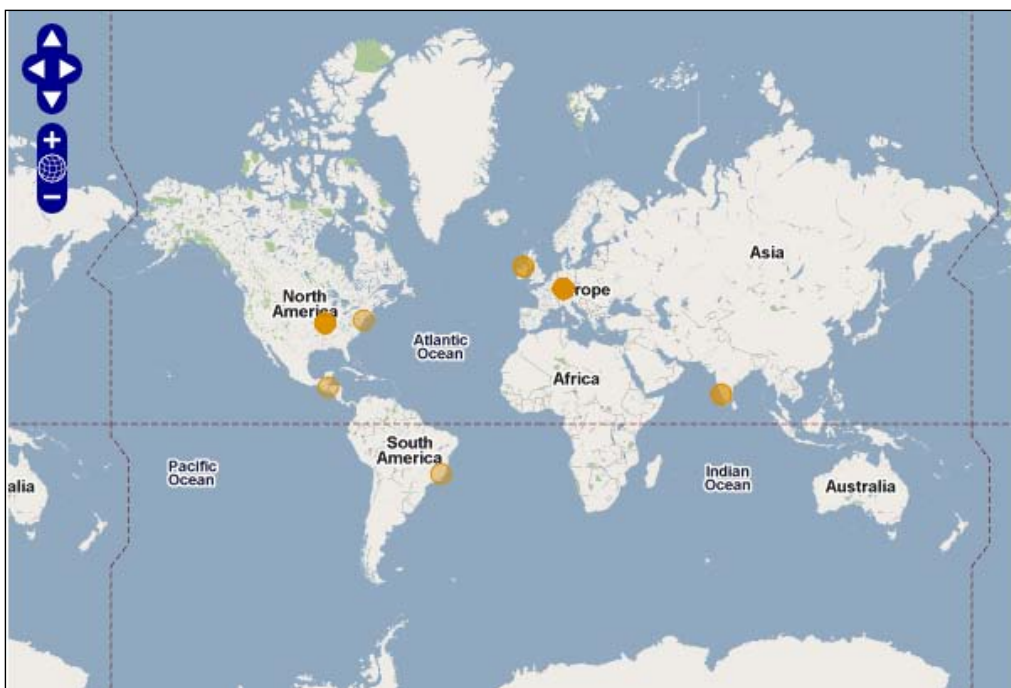 +
−
Asia
North
America
rope
Atlantic
Ocean
Africa
South
America
Pacific
Ocean
Indian
Ocean
alia
Australia